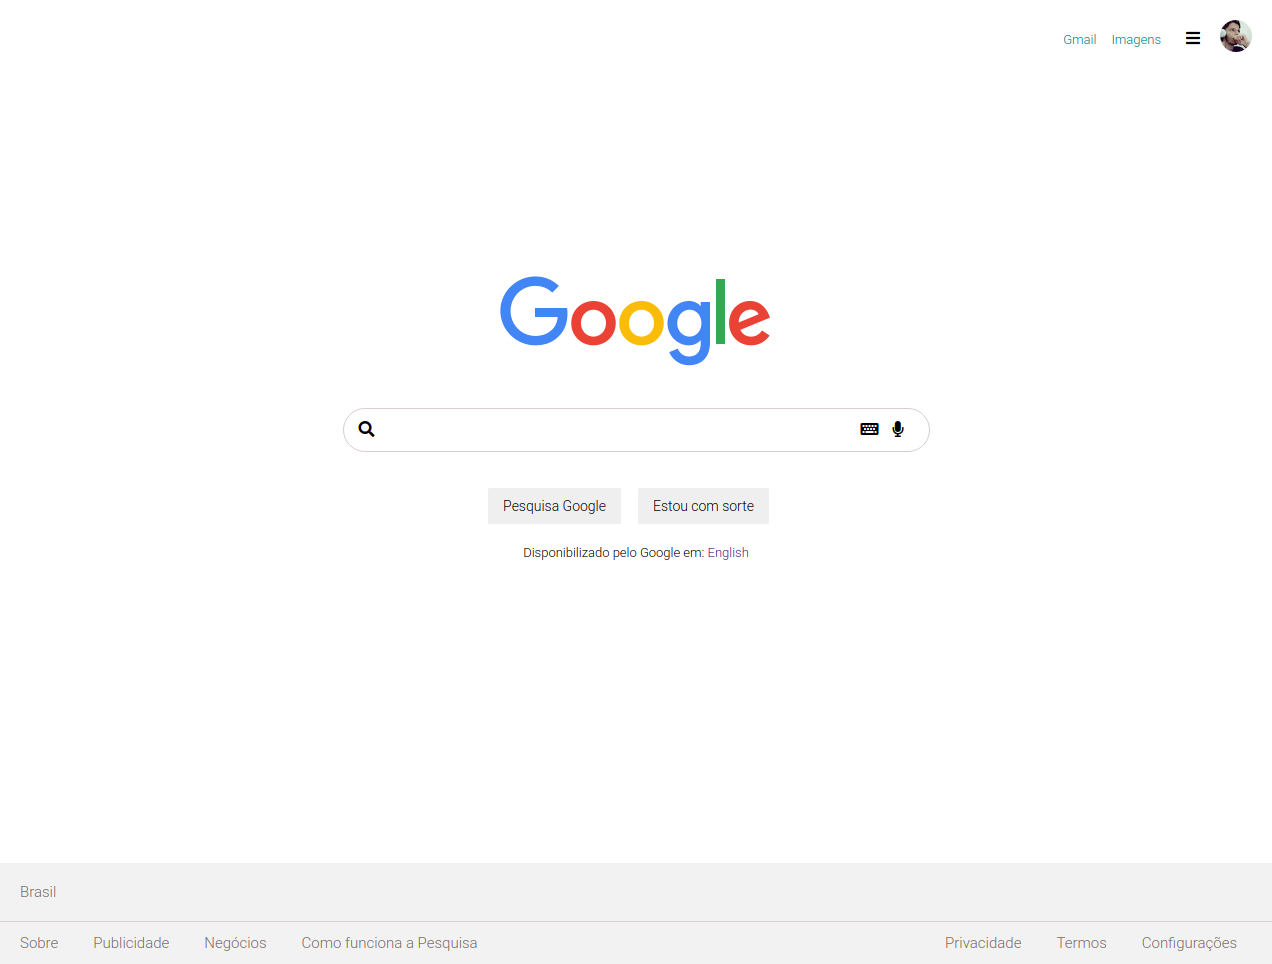 Gmail Imagens
Google
Pesquisa Google Estou com sorte
Disponibilizado pelo Google em: English
Brasil
Sobre Publicidade Negócios Como funciona a Pesquisa Privacidade Termos Configurações